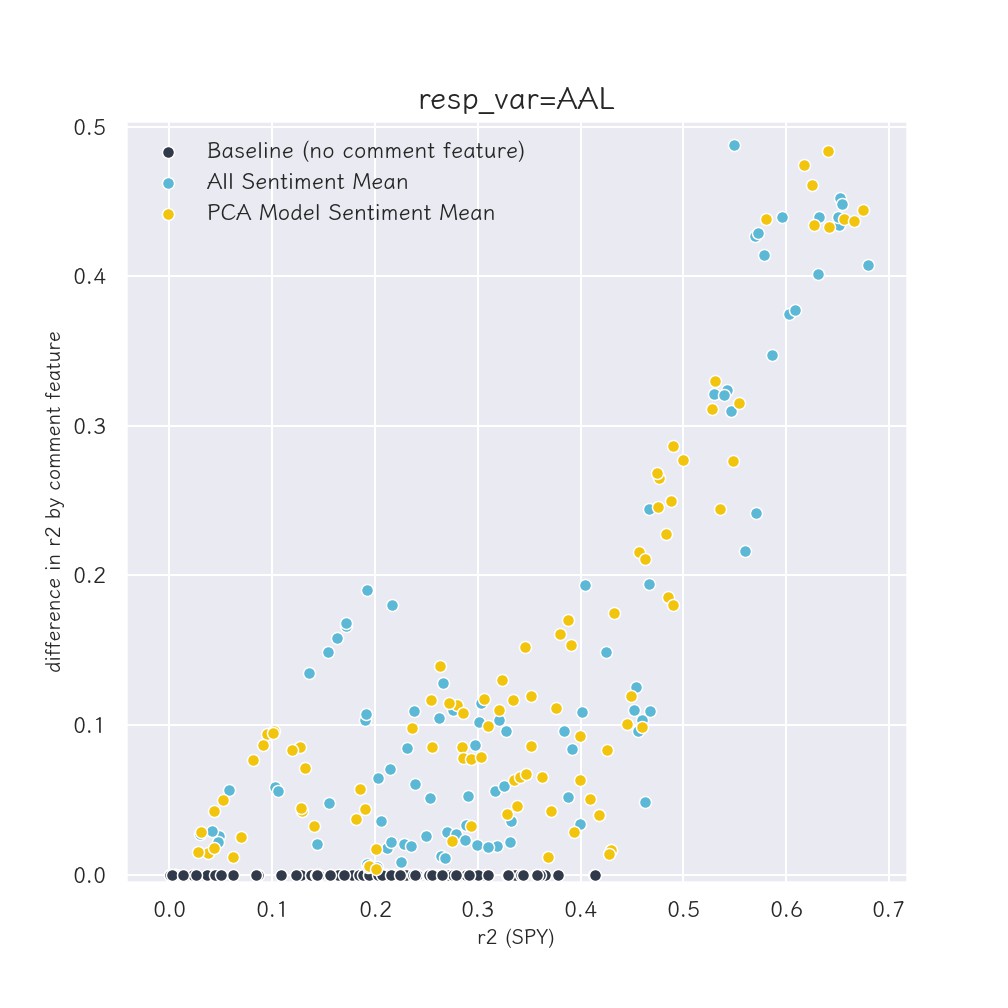 resp_var=AAL
Baseline (no comment feature)
All Sentiment Mean
PCA Model Sentiment Mean
difference in r2 by comment feature
0.5
0.4
0.3
0.2
0.1
0.0
0.0 0.1 0.2 0.3 0.4 0.5 0.6 0.7
r2 (SPY)